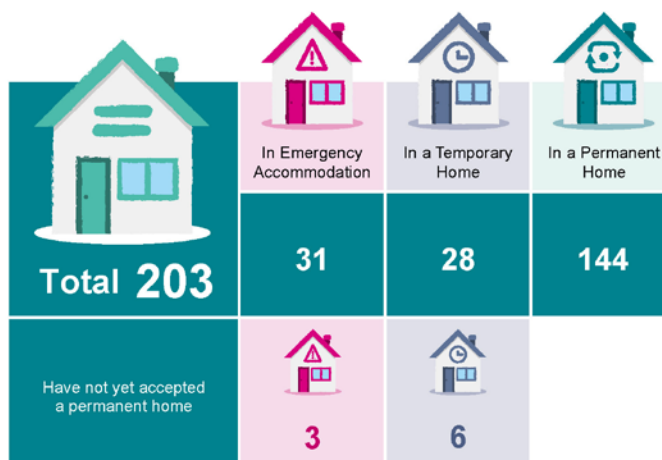 In Emergency
Accommodation
In a Temporary
Home
In a Permanent
Home
Total 203
31
28
144
Have not yet accepted
a permanent home
3
6